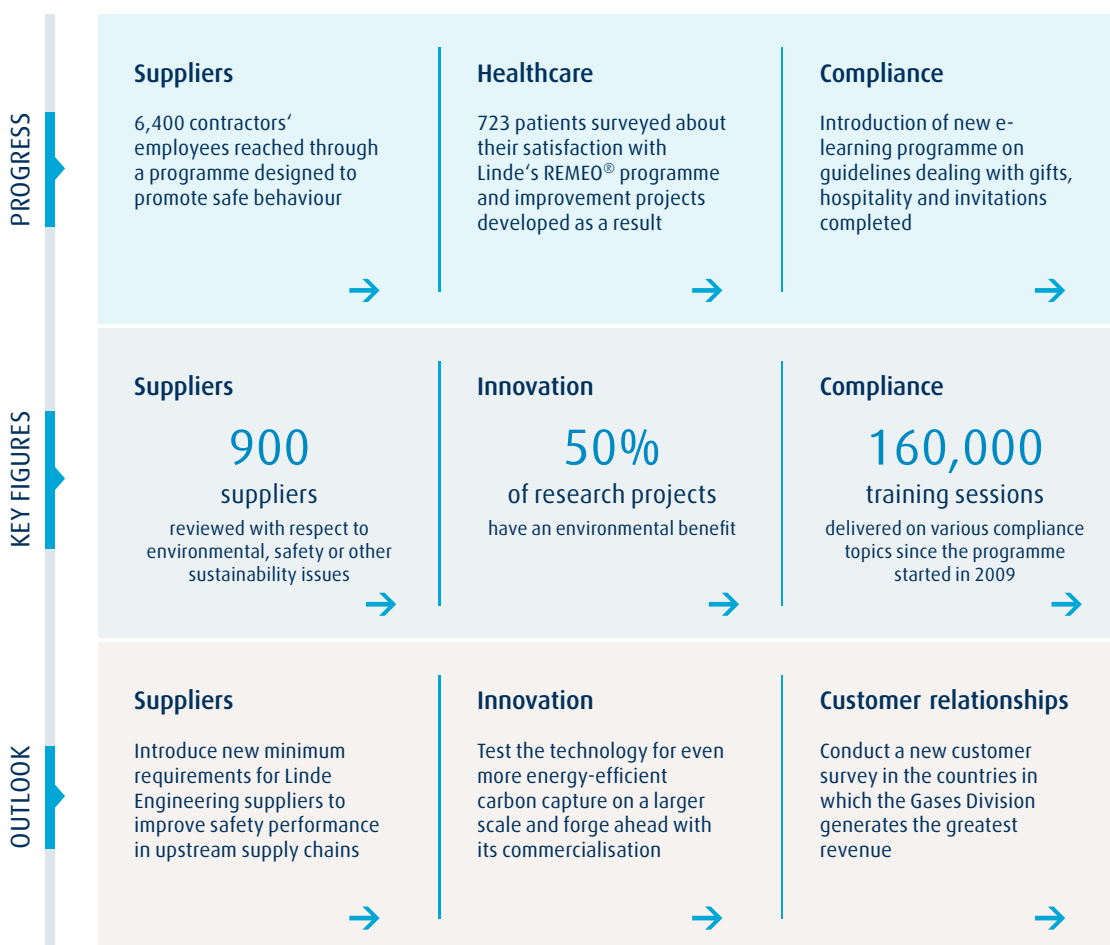 PROGRESS
Suppliers
6,400 contractors‘
employees reached through
a programme designed to
promote safe behaviour
Healthcare
723 patients surveyed about
their satisfaction with
Linde‘s REMEO® programme
and improvement projects
developed as a result
Compliance
Introduction of new e-
learning programme on
guidelines dealing with gifts,
hospitality and invitations
completed
KEY FIGURES
Suppliers
900
suppliers
reviewed with respect to
environmental, safety or other
sustainability issues
Innovation
50%
of research projects
have an environmental benefit
Compliance
160,000
training sessions
delivered on various compliance
topics since the programme
started in 2009
OUTLOOK
Suppliers
Introduce new minimum
requirements for Linde
Engineering suppliers to
improve safety performance
in upstream supply chains
Innovation
Test the technology for even
more energy-efficient
carbon capture on a larger
scale and forge ahead with
its commercialisation
Customer relationships
Conduct a new customer
survey in the countries in
which the Gases Division
generates the greatest
revenue